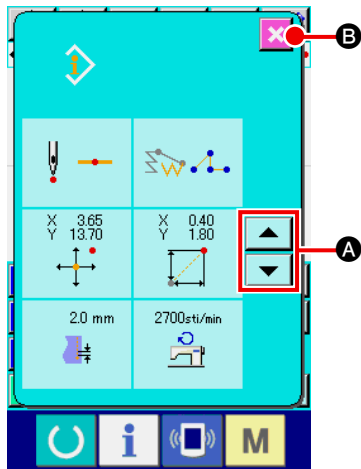 B
X 3.65
Y 13.70
X 0.40
Y 1.80
A
2.0 mm
2700sti/min
M